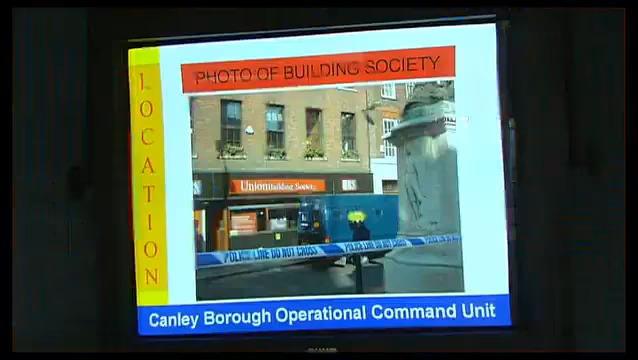 PHOTO OF BUILDING SOCIETY
LOCATION
Union Building Society
UBS
POLICE LINE DO NOT CROSS
POLICE LINE DO NOT
Canley Borough Operational Command Unit